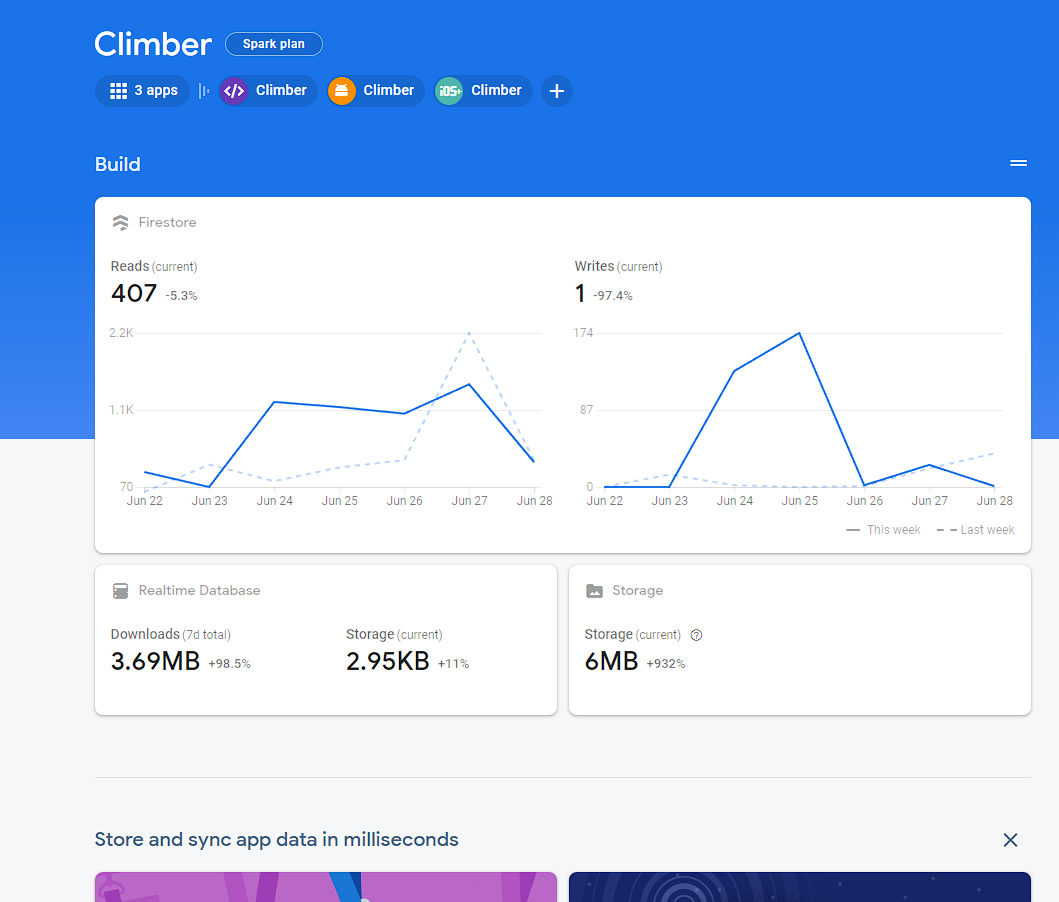 Climber Spark plan
3 apps Climber Climber iOS+ Climber +
Build
Firestore
Reads (current)
407 -5.3%
2.2K
1.1K
70
Jun 22 Jun 23 Jun 24 Jun 25 Jun 26 Jun 27 Jun 28
Writes (current)
1 -97.4%
174
87
0
Jun 22 Jun 23 Jun 24 Jun 25 Jun 26 Jun 27 Jun 28
This week Last week
Realtime Database
Downloads (7d total)
3.69MB +98.5%
Storage (current)
2.95KB +11%
Storage
Storage (current)
6MB +932%
Store and sync app data in milliseconds